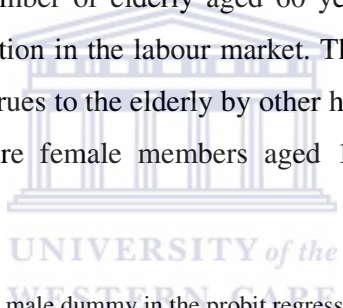 mber of elderly aged 60 ye
tion in the labour market. Th
rues to the elderly by other h
re female members aged 1
UNIVERSITY of the
male dummy in the probit regress
WESTERN CAPE